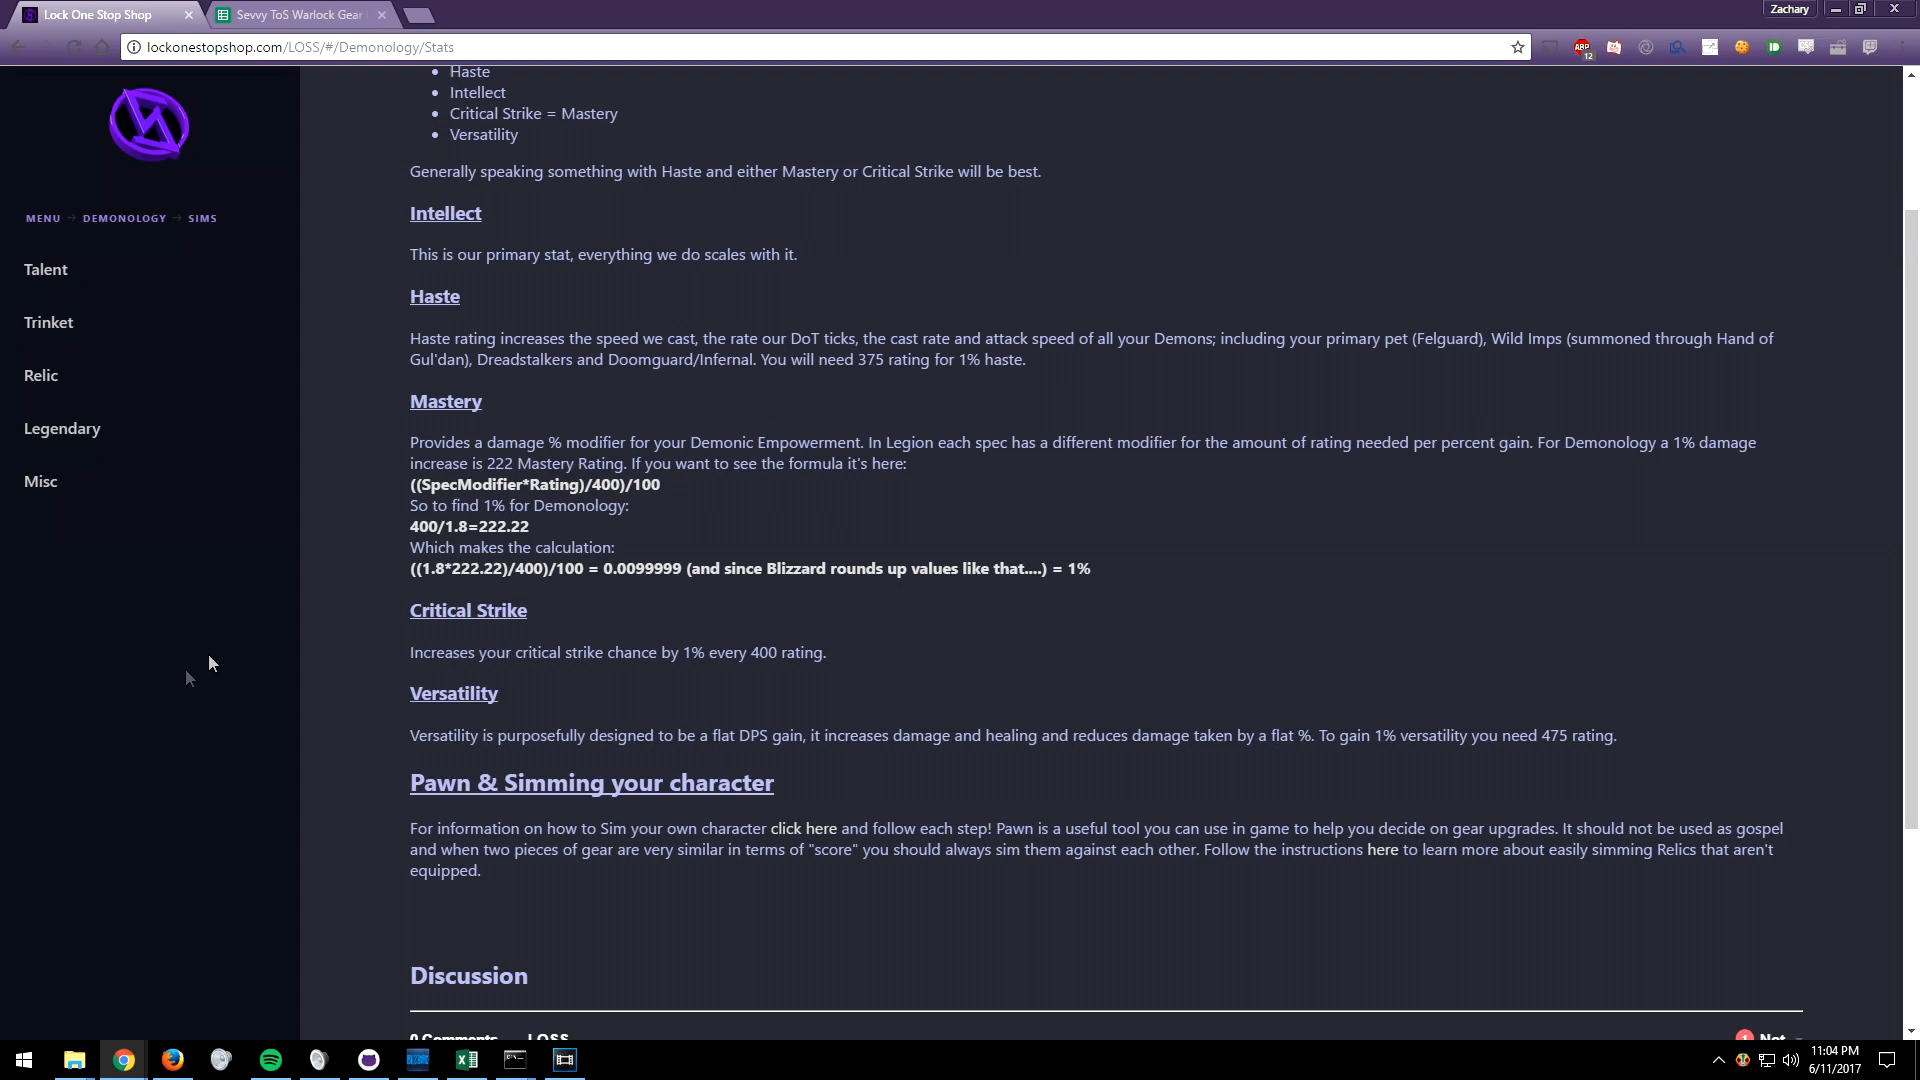 Lock One Stop Shop
Sevvy ToS Warlock Gear
Zachary
lockonestopshop.com/LOSS/#/Demonology/Stats
ABP
12
MENU → DEMONOLOGY → SIMS
Talent
Trinket
Relic
Legendary
Misc
• Haste
• Intellect
• Critical Strike = Mastery
• Versatility
Generally speaking something with Haste and either Mastery or Critical Strike will be best.
Intellect
This is our primary stat, everything we do scales with it.
Haste
Haste rating increases the speed we cast, the rate our DoT ticks, the cast rate and attack speed of all your Demons; including your primary pet (Felguard), Wild Imps (summoned through Hand of
Gul'dan), Dreadstalkers and Doomguard/Infernal. You will need 375 rating for 1% haste.
Mastery
Provides a damage % modifier for your Demonic Empowerment. In Legion each spec has a different modifier for the amount of rating needed per percent gain. For Demonology a 1% damage
increase is 222 Mastery Rating. If you want to see the formula it's here:
((SpecModifier*Rating)/400)/100
So to find 1% for Demonology:
400/1.8=222.22
Which makes the calculation:
((1.8*222.22)/400)/100 = 0.0099999 (and since Blizzard rounds up values like that....) = 1%
Critical Strike
Increases your critical strike chance by 1% every 400 rating.
Versatility
Versatility is purposefully designed to be a flat DPS gain, it increases damage and healing and reduces damage taken by a flat %. To gain 1% versatility you need 475 rating.
Pawn & Simming your character
For information on how to Sim your own character click here and follow each step! Pawn is a useful tool you can use in game to help you decide on gear upgrades. It should not be used as gospel
and when two pieces of gear are very similar in terms of "score" you should always sim them against each other. Follow the instructions here to learn more about easily simming Relics that aren't
equipped.
Discussion
0 Comments LOSS
1 Not
11:04 PM
6/11/2017